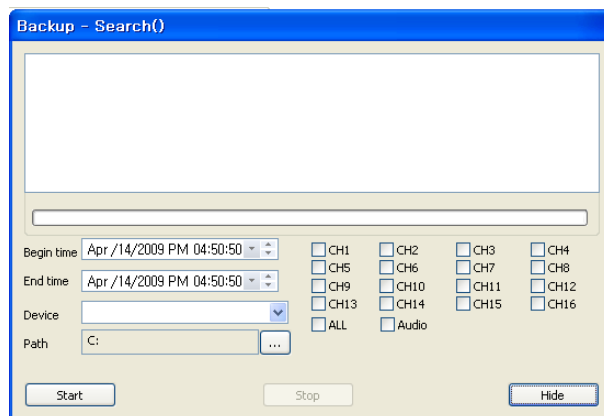 Backup - Search()
Begin time Apr /14/2009 PM 04:50:50
End time Apr /14/2009 PM 04:50:50
Device
Path C: ...
CH1 CH2 CH3 CH4
CH5 CH6 CH7 CH8
CH9 CH10 CH11 CH12
CH13 CH14 CH15 CH16
ALL Audio
Start Stop Hide